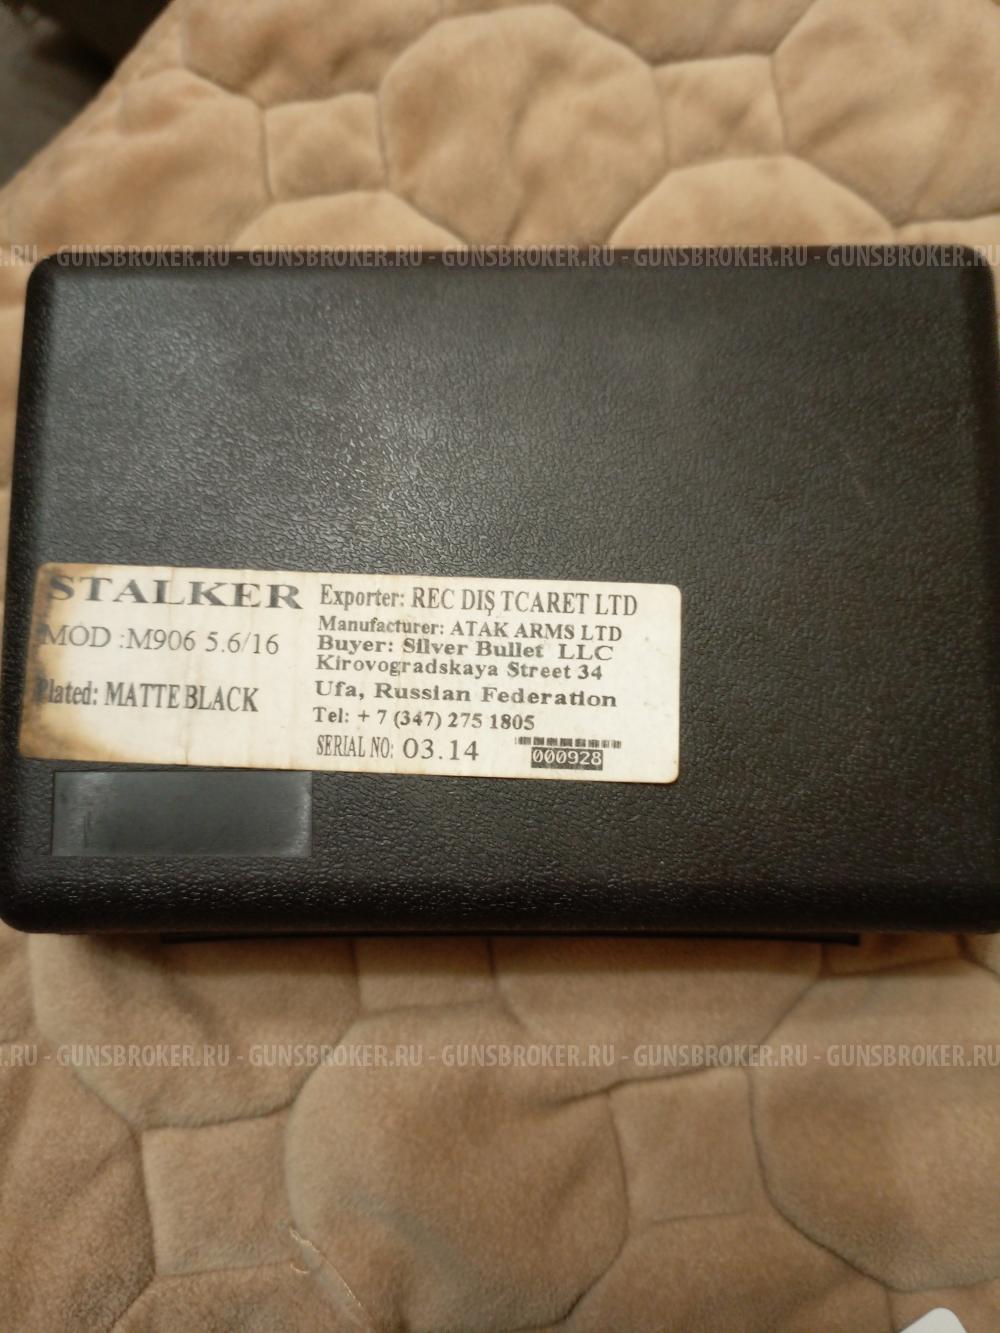 GUNSBROKER.RU - GUNSBROKER.RU - GUNSBROKER.RU - GUNSBROKER.RU - GUNSBROKER
STALKER
MOD :M906 5.6/16
Plated: MATTE BLACK
Exporter: REC DIŞ TCARET LTD
Manufacturer: ATAK ARMS LTD
Buyer: Silver Bullet LLC
Kirovogradskaya Street 34
Ufa, Russian Federation
Tel: + 7 (347) 275 1805
SERIAL NO: 03.14
000928
.RU - GUNSBROKER.RU - GUNSBROKER.RU - GUNSBROKER.RU - GUNSBROKER.RU - GUNSBROKER